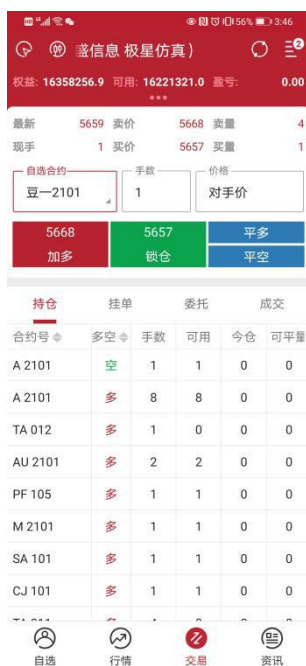 56% 3:46
盛信息 极星仿真) 2
权益: 16358256.9 可用: 16221321.0 盈亏: 0.00
最新 5659 卖价 5668 卖量 4
现手 1 买价 5657 买量 1
自选合约 手数 价格
豆一2101 1 对手价
5668 5657 平多
加多 锁仓 平空
持仓 挂单 委托 成交
合约号 多空 手数 可用 今仓 可平量
A 2101 空 1 1 0 0
A 2101 多 8 8 0 0
TA 012 多 1 0 0 0
AU 2101 多 2 2 0 0
PF 105 多 1 1 0 0
M 2101 多 1 1 0 0
SA 101 多 1 1 0 0
CJ 101 多 1 1 0 0
自选 行情 交易 资讯